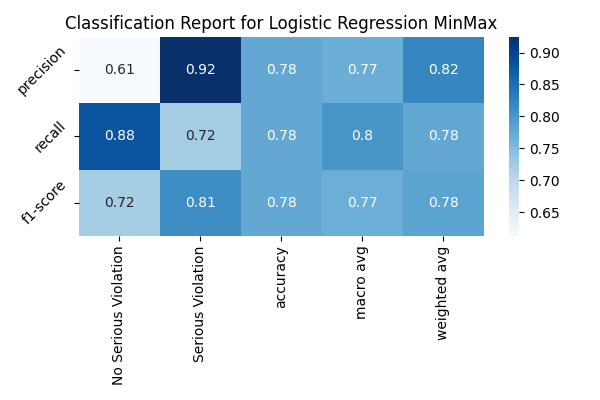 Classification Report for Logistic Regression MinMax
precision 0.61 0.92 0.78 0.77 0.82
recall 0.88 0.72 0.78 0.8 0.78
f1-score 0.72 0.81 0.78 0.77 0.78
No Serious Violation
Serious Violation
accuracy
macro avg
weighted avg
0.90
0.85
0.80
0.75
0.70
0.65